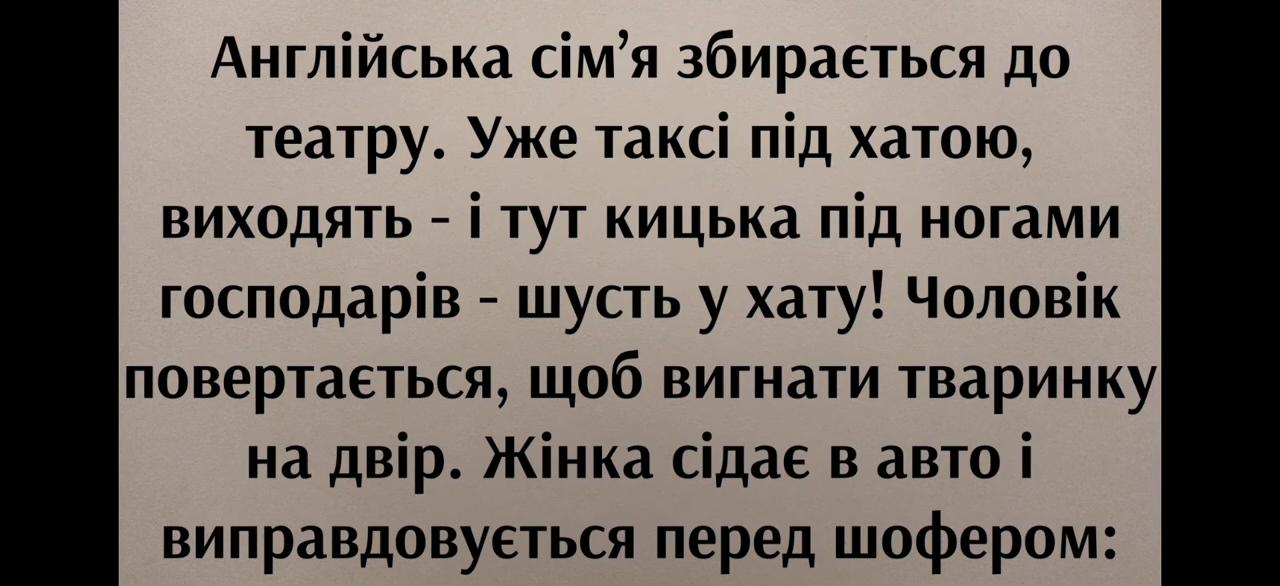 Англійська сім’я збирається до
театру. Уже таксі під хатою,
виходять - і тут кицька під ногами
господарів - шусть у хату! Чоловік
повертається, щоб вигнати тваринку
на двір. Жінка сідає в авто і
виправдовується перед шофером: